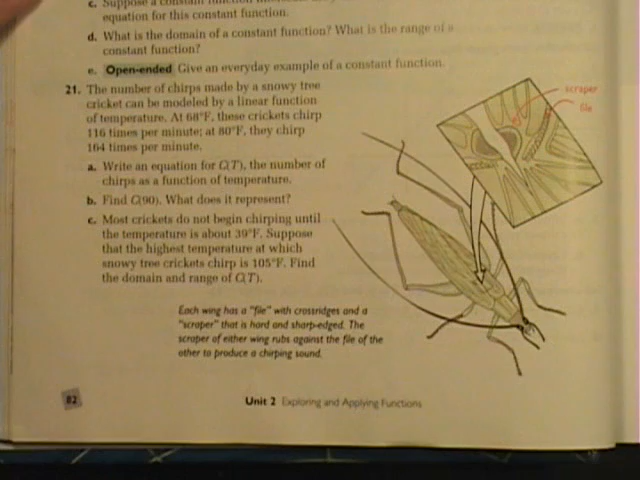 c. Suppose a constant function
equation for this constant function.
d. What is the domain of a constant function? What is the range of a
constant function?
e. Open-ended Give an everyday example of a constant function.
21. The number of chirps made by a snowy tree
cricket can be modeled by a linear function
of temperature. At 68°F, these crickets chirp
116 times per minute; at 80°F, they chirp
164 times per minute.
a. Write an equation for C(T), the number of
chirps as a function of temperature.
b. Find C(90). What does it represent?
c. Most crickets do not begin chirping until
the temperature is about 39°F. Suppose
that the highest temperature at which
snowy tree crickets chirp is 105°F. Find
the domain and range of C(T).
scraper
file
Each wing has a "file" with crossridges and a
"scraper" that is hard and sharp-edged. The
scraper of either wing rubs against the file of the
other to produce a chirping sound.
82
Unit 2 Exploring and Applying Functions